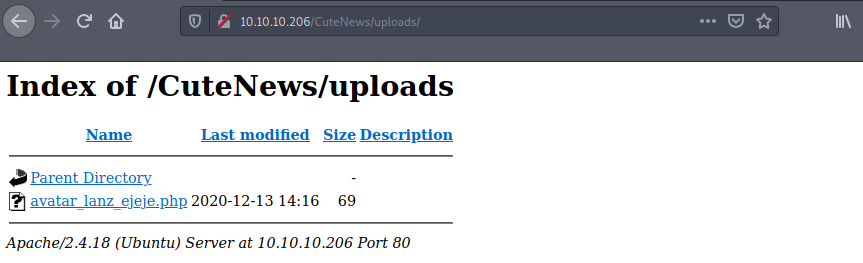 10.10.10.206/CuteNews/uploads/
Index of /CuteNews/uploads
Name Last modified Size Description
Parent Directory -
avatar_lanz_ejeje.php 2020-12-13 14:16 69
Apache/2.4.18 (Ubuntu) Server at 10.10.10.206 Port 80